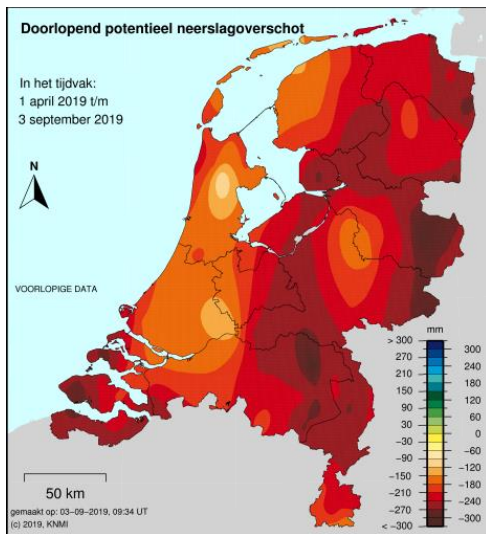 Doorlopend potentieel neerslagoverschot
In het tijdvak:
1 april 2019 t/m
3 september 2019
N
VOORLOPIGE DATA
mm
> 300
300
270
240
210
180
150
120
90
60
30
0
-30
-60
-90
-120
-150
-180
-210
-240
-270
-300
< -300
50 km
gemaakt op: 03-09-2019, 09:34 UT
(c) 2019, KNMI